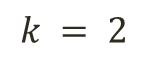 k = 2